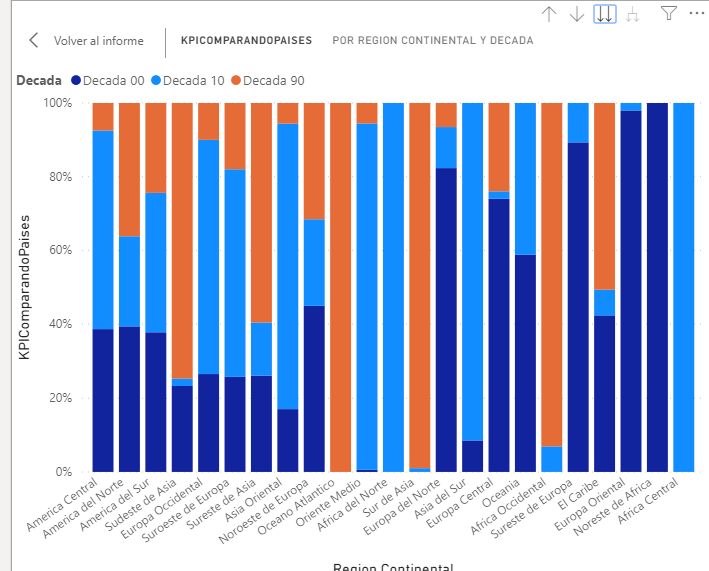 Volver al informe
KPICOMPARANDOPAISES
POR REGION CONTINENTAL Y DECADA
Decada Decada 00 Decada 10 Decada 90
100%
80%
60%
40%
20%
0%
KPIComparandoPaises
America Central
America del Norte
America del Sur
Sudeste de Asia
Europa Occidental
Suroeste de Europa
Sureste de Asia
Asia Oriental
Noroeste de Europa
Oceano Atlantico
Oriente Medio
Africa del Norte
Sur de Asia
Europa del Norte
Asia del Sur
Europa Central
Oceania
Africa Occidental
Sureste de Europa
El Caribe
Europa Oriental
Noreste de Africa
Africa Central
Region Continental